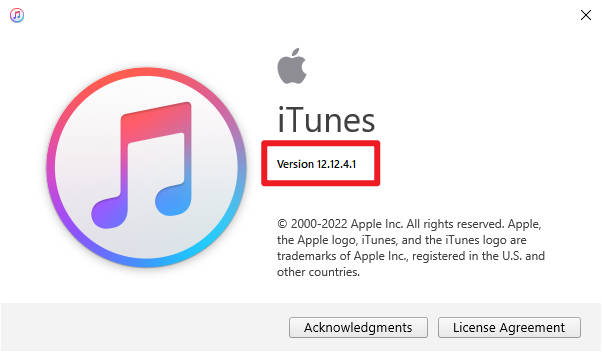 iTunes
Version 12.12.4.1
© 2000-2022 Apple Inc. All rights reserved. Apple,
the Apple logo, iTunes, and the iTunes logo are
trademarks of Apple Inc., registered in the U.S. and
other countries.
Acknowledgments License Agreement